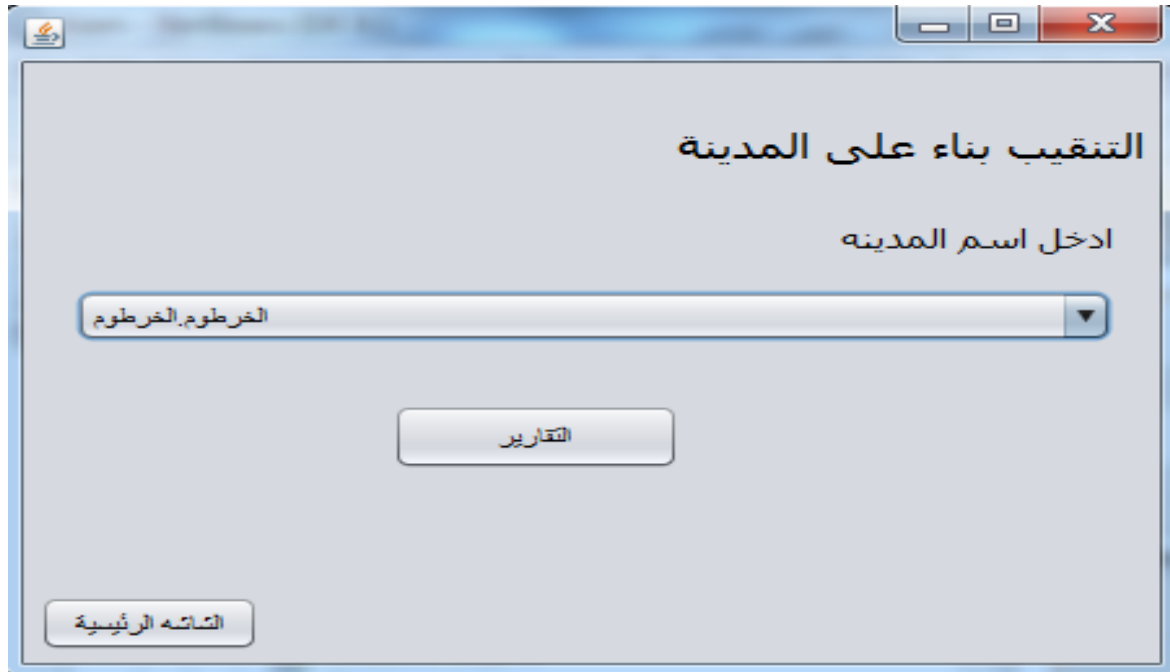 التنقيب بناء على المدينة
ادخل اسم المدينه
الخرطوم,الخرطوم
التقارير
الشاشه الرئيسية